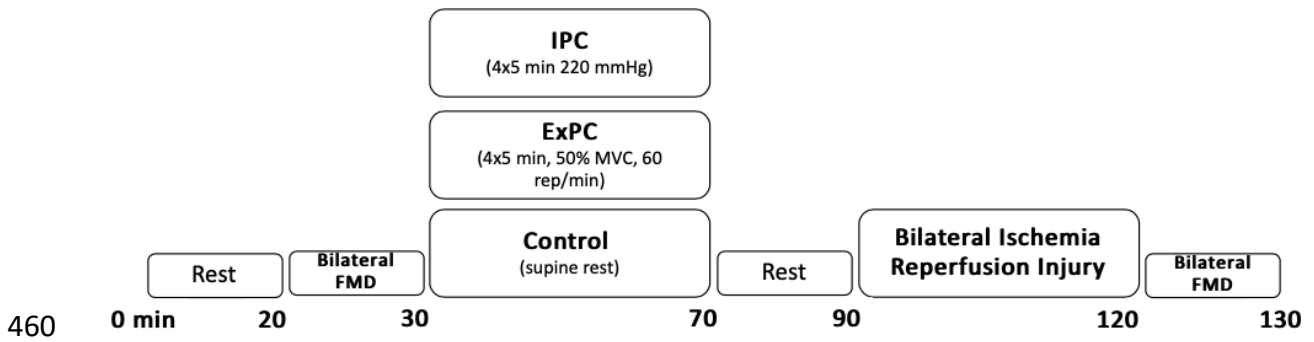 IPC
(4x5 min 220 mmHg)
ExPC
(4x5 min, 50% MVC, 60
rep/min)
Control
(supine rest)
Rest
Bilateral
FMD
Rest
Bilateral Ischemia
Reperfusion Injury
Bilateral
FMD
460 0 min 20 30 70 90 120 130